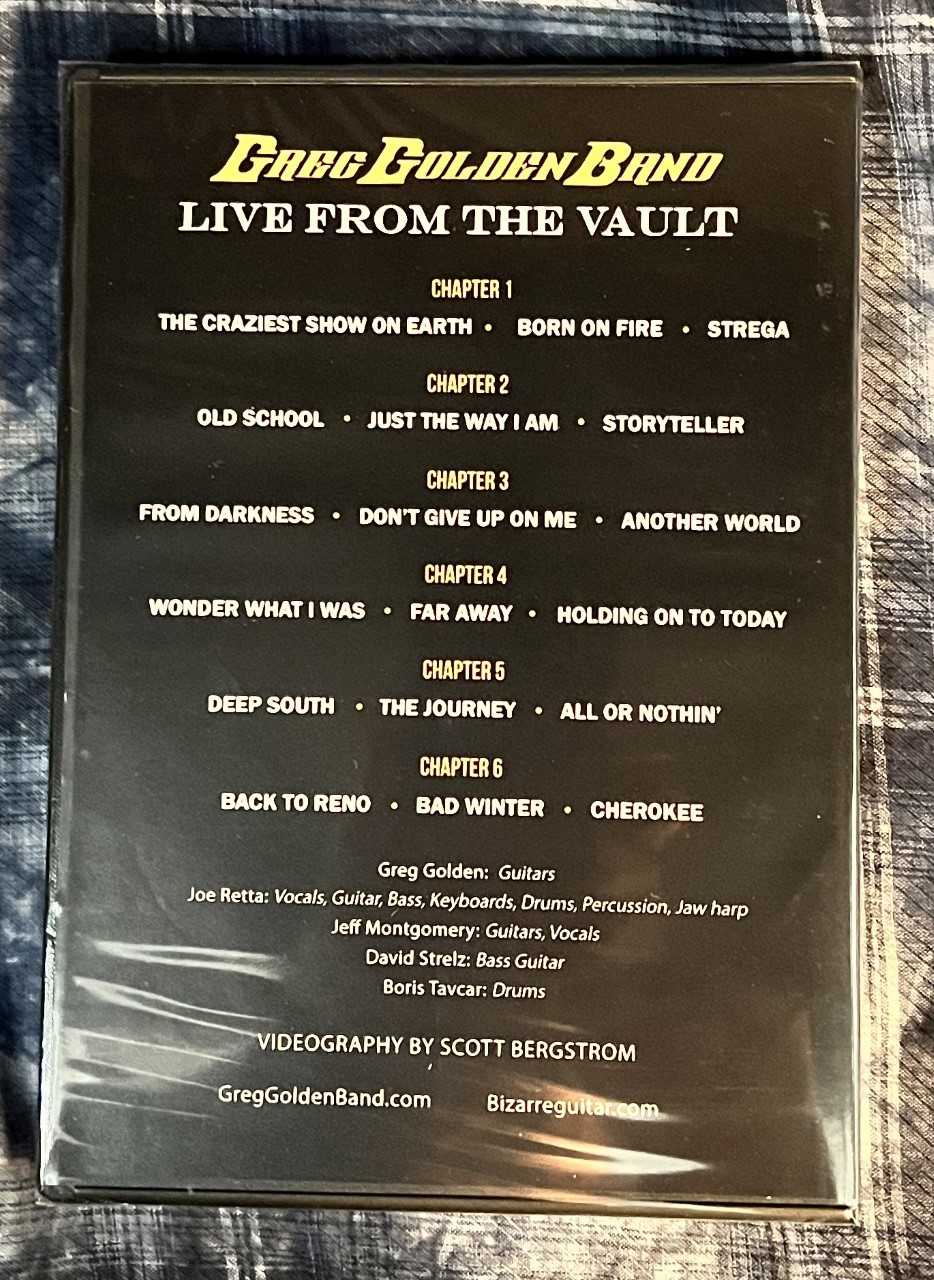 GREG GOLDEN BAND
LIVE FROM THE VAULT
CHAPTER 1
THE CRAZIEST SHOW ON EARTH • BORN ON FIRE • STREGA
CHAPTER 2
OLD SCHOOL • JUST THE WAY I AM • STORYTELLER
CHAPTER 3
FROM DARKNESS • DON'T GIVE UP ON ME • ANOTHER WORLD
CHAPTER 4
WONDER WHAT I WAS • FAR AWAY • HOLDING ON TO TODAY
CHAPTER 5
DEEP SOUTH • THE JOURNEY • ALL OR NOTHIN'
CHAPTER 6
BACK TO RENO • BAD WINTER • CHEROKEE
Greg Golden: Guitars
Joe Retta: Vocals, Guitar, Bass, Keyboards, Drums, Percussion, Jaw harp
Jeff Montgomery: Guitars, Vocals
David Strelz: Bass Guitar
Boris Tavcar: Drums
VIDEOGRAPHY BY SCOTT BERGSTROM
GregGoldenBand.com Bizarreguitar.com